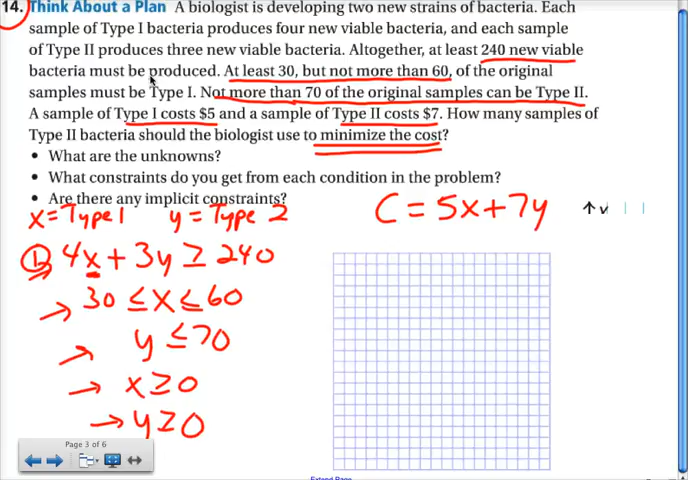 14. Think About a Plan A biologist is developing two new strains of bacteria. Each
sample of Type I bacteria produces four new viable bacteria, and each sample
of Type II produces three new viable bacteria. Altogether, at least 240 new viable
bacteria must be produced. At least 30, but not more than 60, of the original
samples must be Type I. Not more than 70 of the original samples can be Type II.
A sample of Type I costs $5 and a sample of Type II costs $7. How many samples of
Type II bacteria should the biologist use to minimize the cost?
• What are the unknowns?
• What constraints do you get from each condition in the problem?
• Are there any implicit constraints?
x = Type 1 y = Type 2 C = 5x + 7y
① 4x + 3y ≥ 240
→ 30 ≤ x ≤ 60
→ y ≤ 70
→ x ≥ 0
→ y ≥ 0
Page 3 of 6
Extend Page